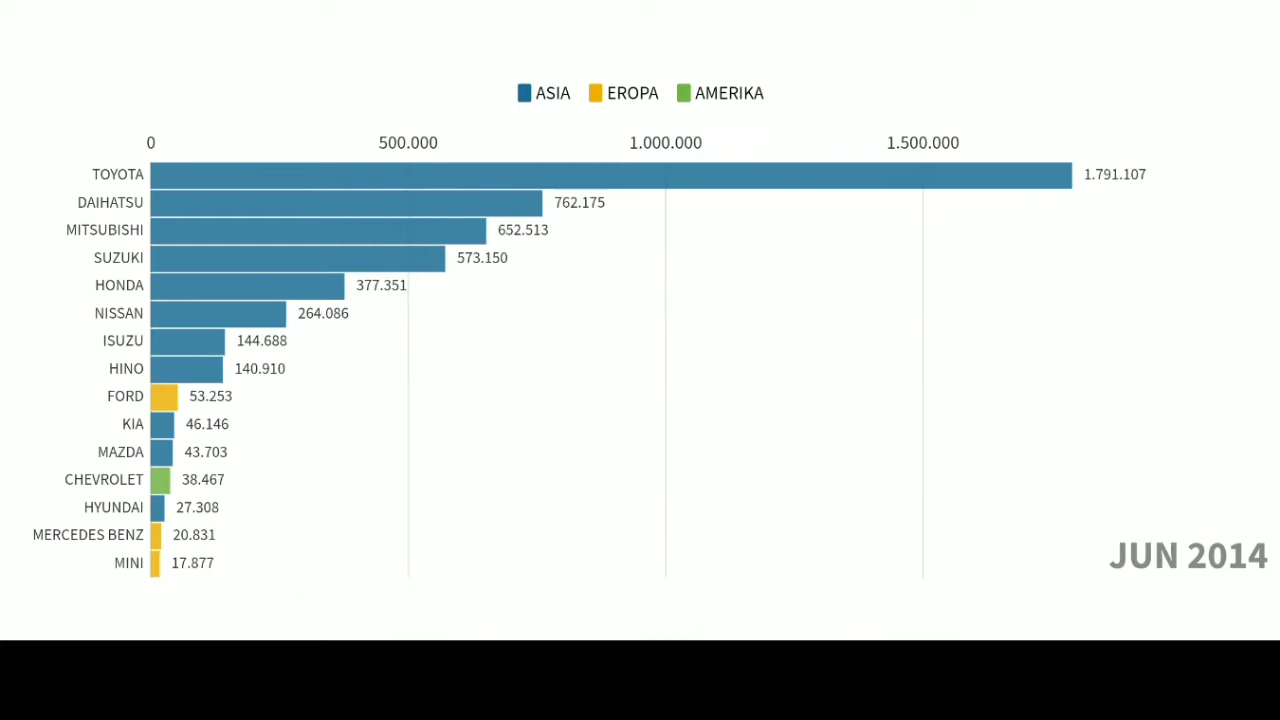 ASIA EROPA AMERIKA
0 500.000 1.000.000 1.500.000
TOYOTA 1.791.107
DAIHATSU 762.175
MITSUBISHI 652.513
SUZUKI 573.150
HONDA 377.351
NISSAN 264.086
ISUZU 144.688
HINO 140.910
FORD 53.253
KIA 46.146
MAZDA 43.703
CHEVROLET 38.467
HYUNDAI 27.308
MERCEDES BENZ 20.831
MINI 17.877
JUN 2014